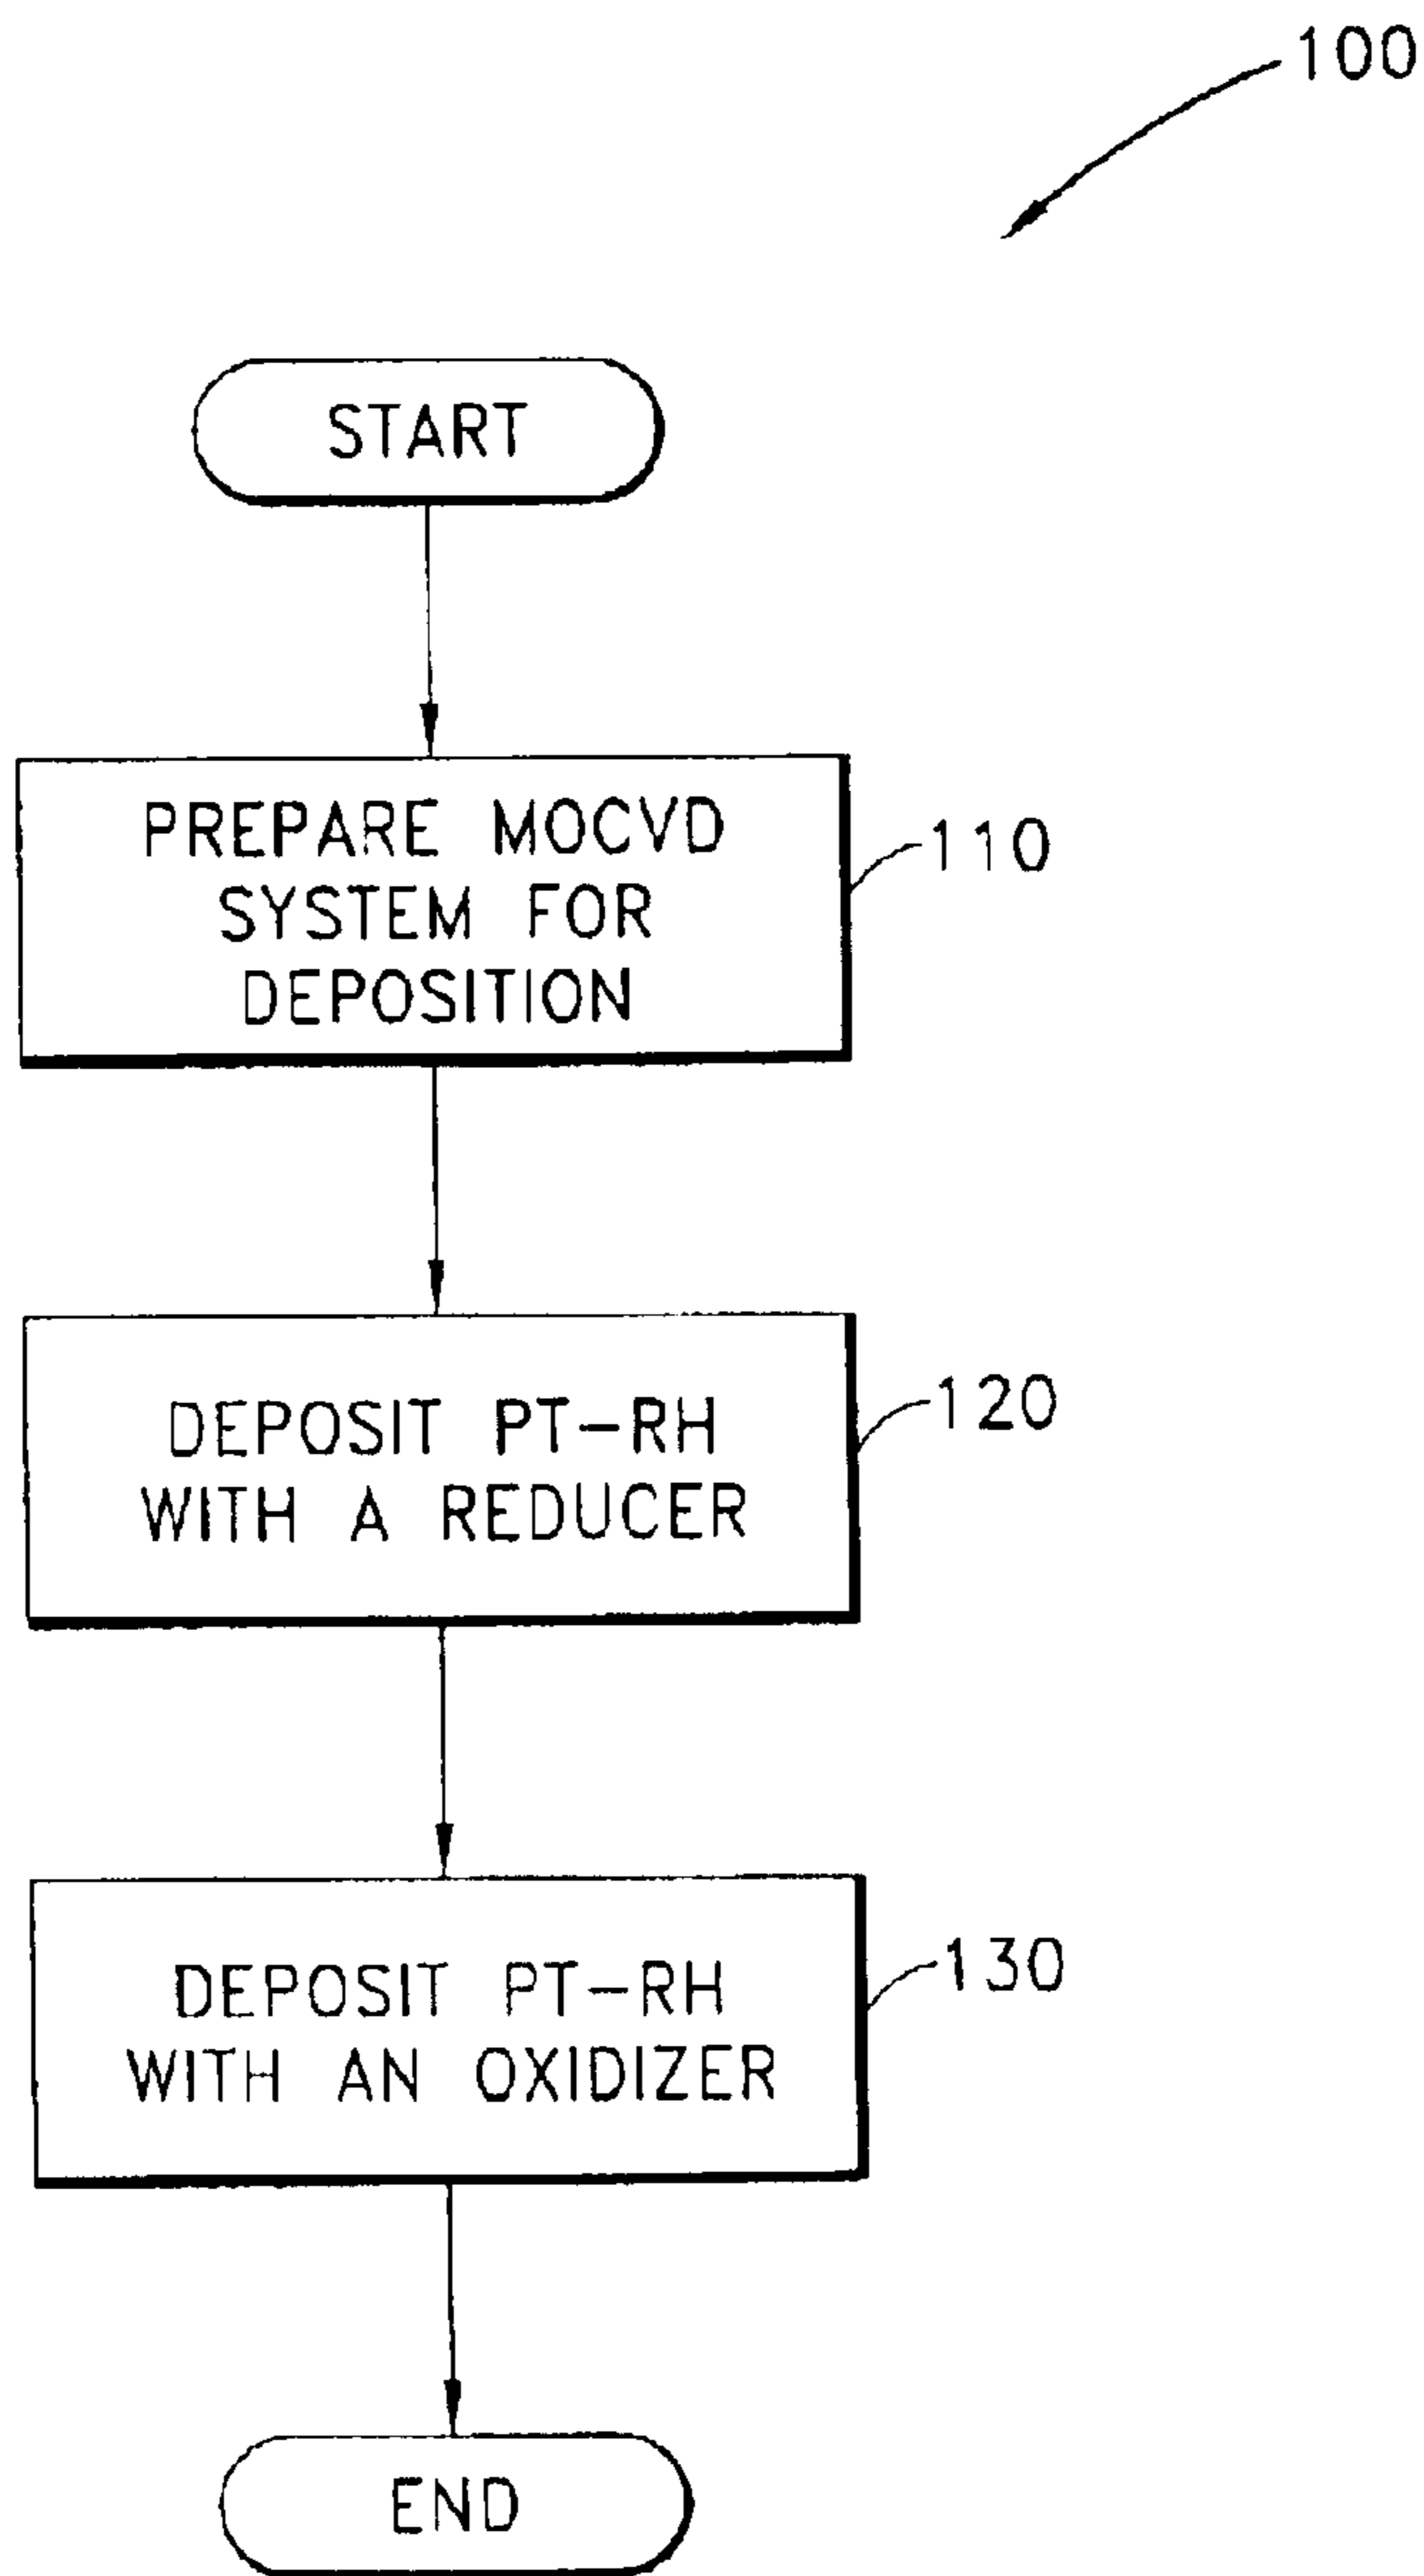 100
START
PREPARE MOCVD
SYSTEM FOR
DEPOSITION
110
DEPOSIT PT-RH
WITH A REDUCER
120
DEPOSIT PT-RH
WITH AN OXIDIZER
130
END